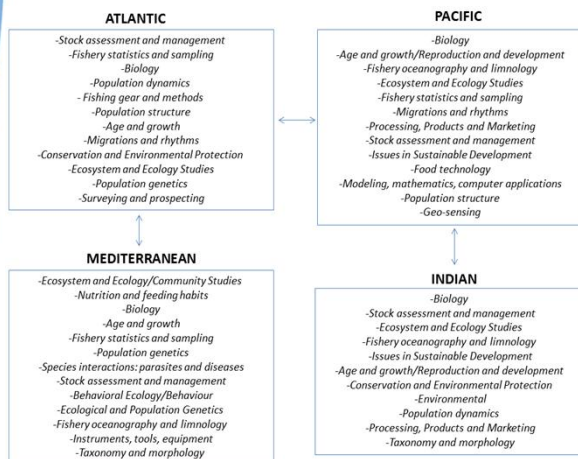 ATLANTIC
-Stock assessment and management
-Fishery statistics and sampling
-Biology
-Population dynamics
- Fishing gear and methods
-Population structure
-Age and growth
-Migrations and rhythms
-Conservation and Environmental Protection
-Ecosystem and Ecology Studies
-Population genetics
-Surveying and prospecting
PACIFIC
-Biology
-Age and growth/Reproduction and development
-Fishery oceanography and limnology
-Ecosystem and Ecology Studies
-Fishery statistics and sampling
-Migrations and rhythms
-Processing, Products and Marketing
-Stock assessment and management
-Issues in Sustainable Development
-Food technology
-Modeling, mathematics, computer applications
-Population structure
-Geo-sensing
MEDITERRANEAN
-Ecosystem and Ecology/Community Studies
-Nutrition and feeding habits
-Biology
-Age and growth
-Fishery statistics and sampling
-Population genetics
-Species interactions: parasites and diseases
-Stock assessment and management
-Behavioral Ecology/Behaviour
-Ecological and Population Genetics
-Fishery oceanography and limnology
-Instruments, tools, equipment
-Taxonomy and morphology
INDIAN
-Biology
-Stock assessment and management
-Ecosystem and Ecology Studies
-Fishery oceanography and limnology
-Issues in Sustainable Development
-Age and growth/Reproduction and development
-Conservation and Environmental Protection
-Environmental
-Population dynamics
-Processing, Products and Marketing
-Taxonomy and morphology